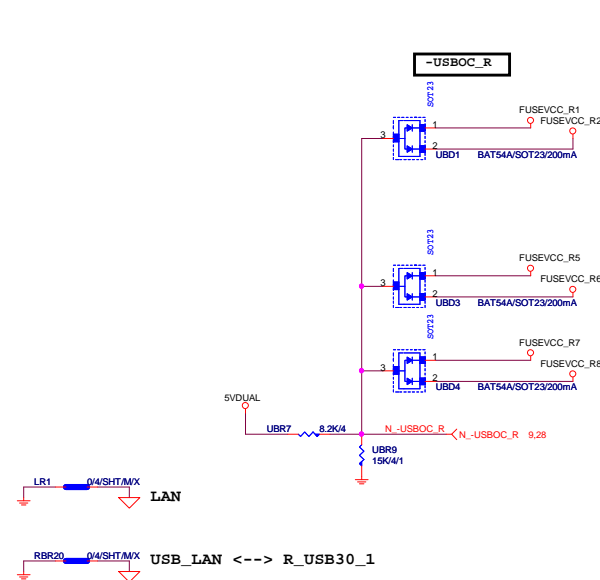 -USBOC_R
SOT23
FUSEVCC_R1
FUSEVCC_R2
3
1
2
UBD1
BAT54A/SOT23/200mA
SOT23
FUSEVCC_R5
FUSEVCC_R6
3
1
2
UBD3
BAT54A/SOT23/200mA
SOT23
FUSEVCC_R7
FUSEVCC_R8
3
1
2
UBD4
BAT54A/SOT23/200mA
5VDUAL
UBR7
8.2K/4
N_-USBOC_R
N_-USBOC_R 9,28
UBR9
15K/4/1
LR1
0/4/SHT/M/X
LAN
RBR20
0/4/SHT/M/X
USB_LAN <--> R_USB30_1